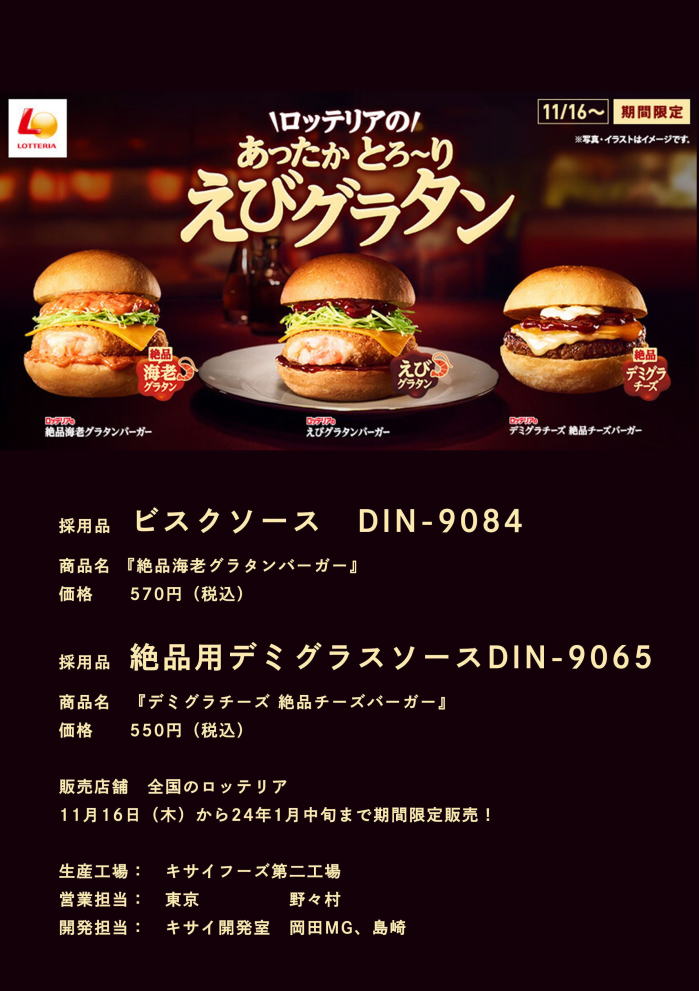 LOTTERIA
11/16〜 期間限定
※写真・イラストはイメージです。
\ロッテリアの/
あったか とろ〜り
えびグラタン
絶品
海老
グラタン
えび
グラタン
絶品
デミグラ
チーズ
ロッテリアの
絶品海老グラタンバーガー
ロッテリアの
えびグラタンバーガー
ロッテリアの
デミグラチーズ 絶品チーズバーガー
採用品 ビスクソース DIN-9084
商品名 『絶品海老グラタンバーガー』
価格 570円（税込）
採用品 絶品用デミグラスソースDIN-9065
商品名 『デミグラチーズ 絶品チーズバーガー』
価格 550円（税込）
販売店舗 全国のロッテリア
11月16日（木）から24年1月中旬まで期間限定販売！
生産工場： キサイフーズ第二工場
営業担当： 東京 野々村
開発担当： キサイ開発室 岡田MG、島崎